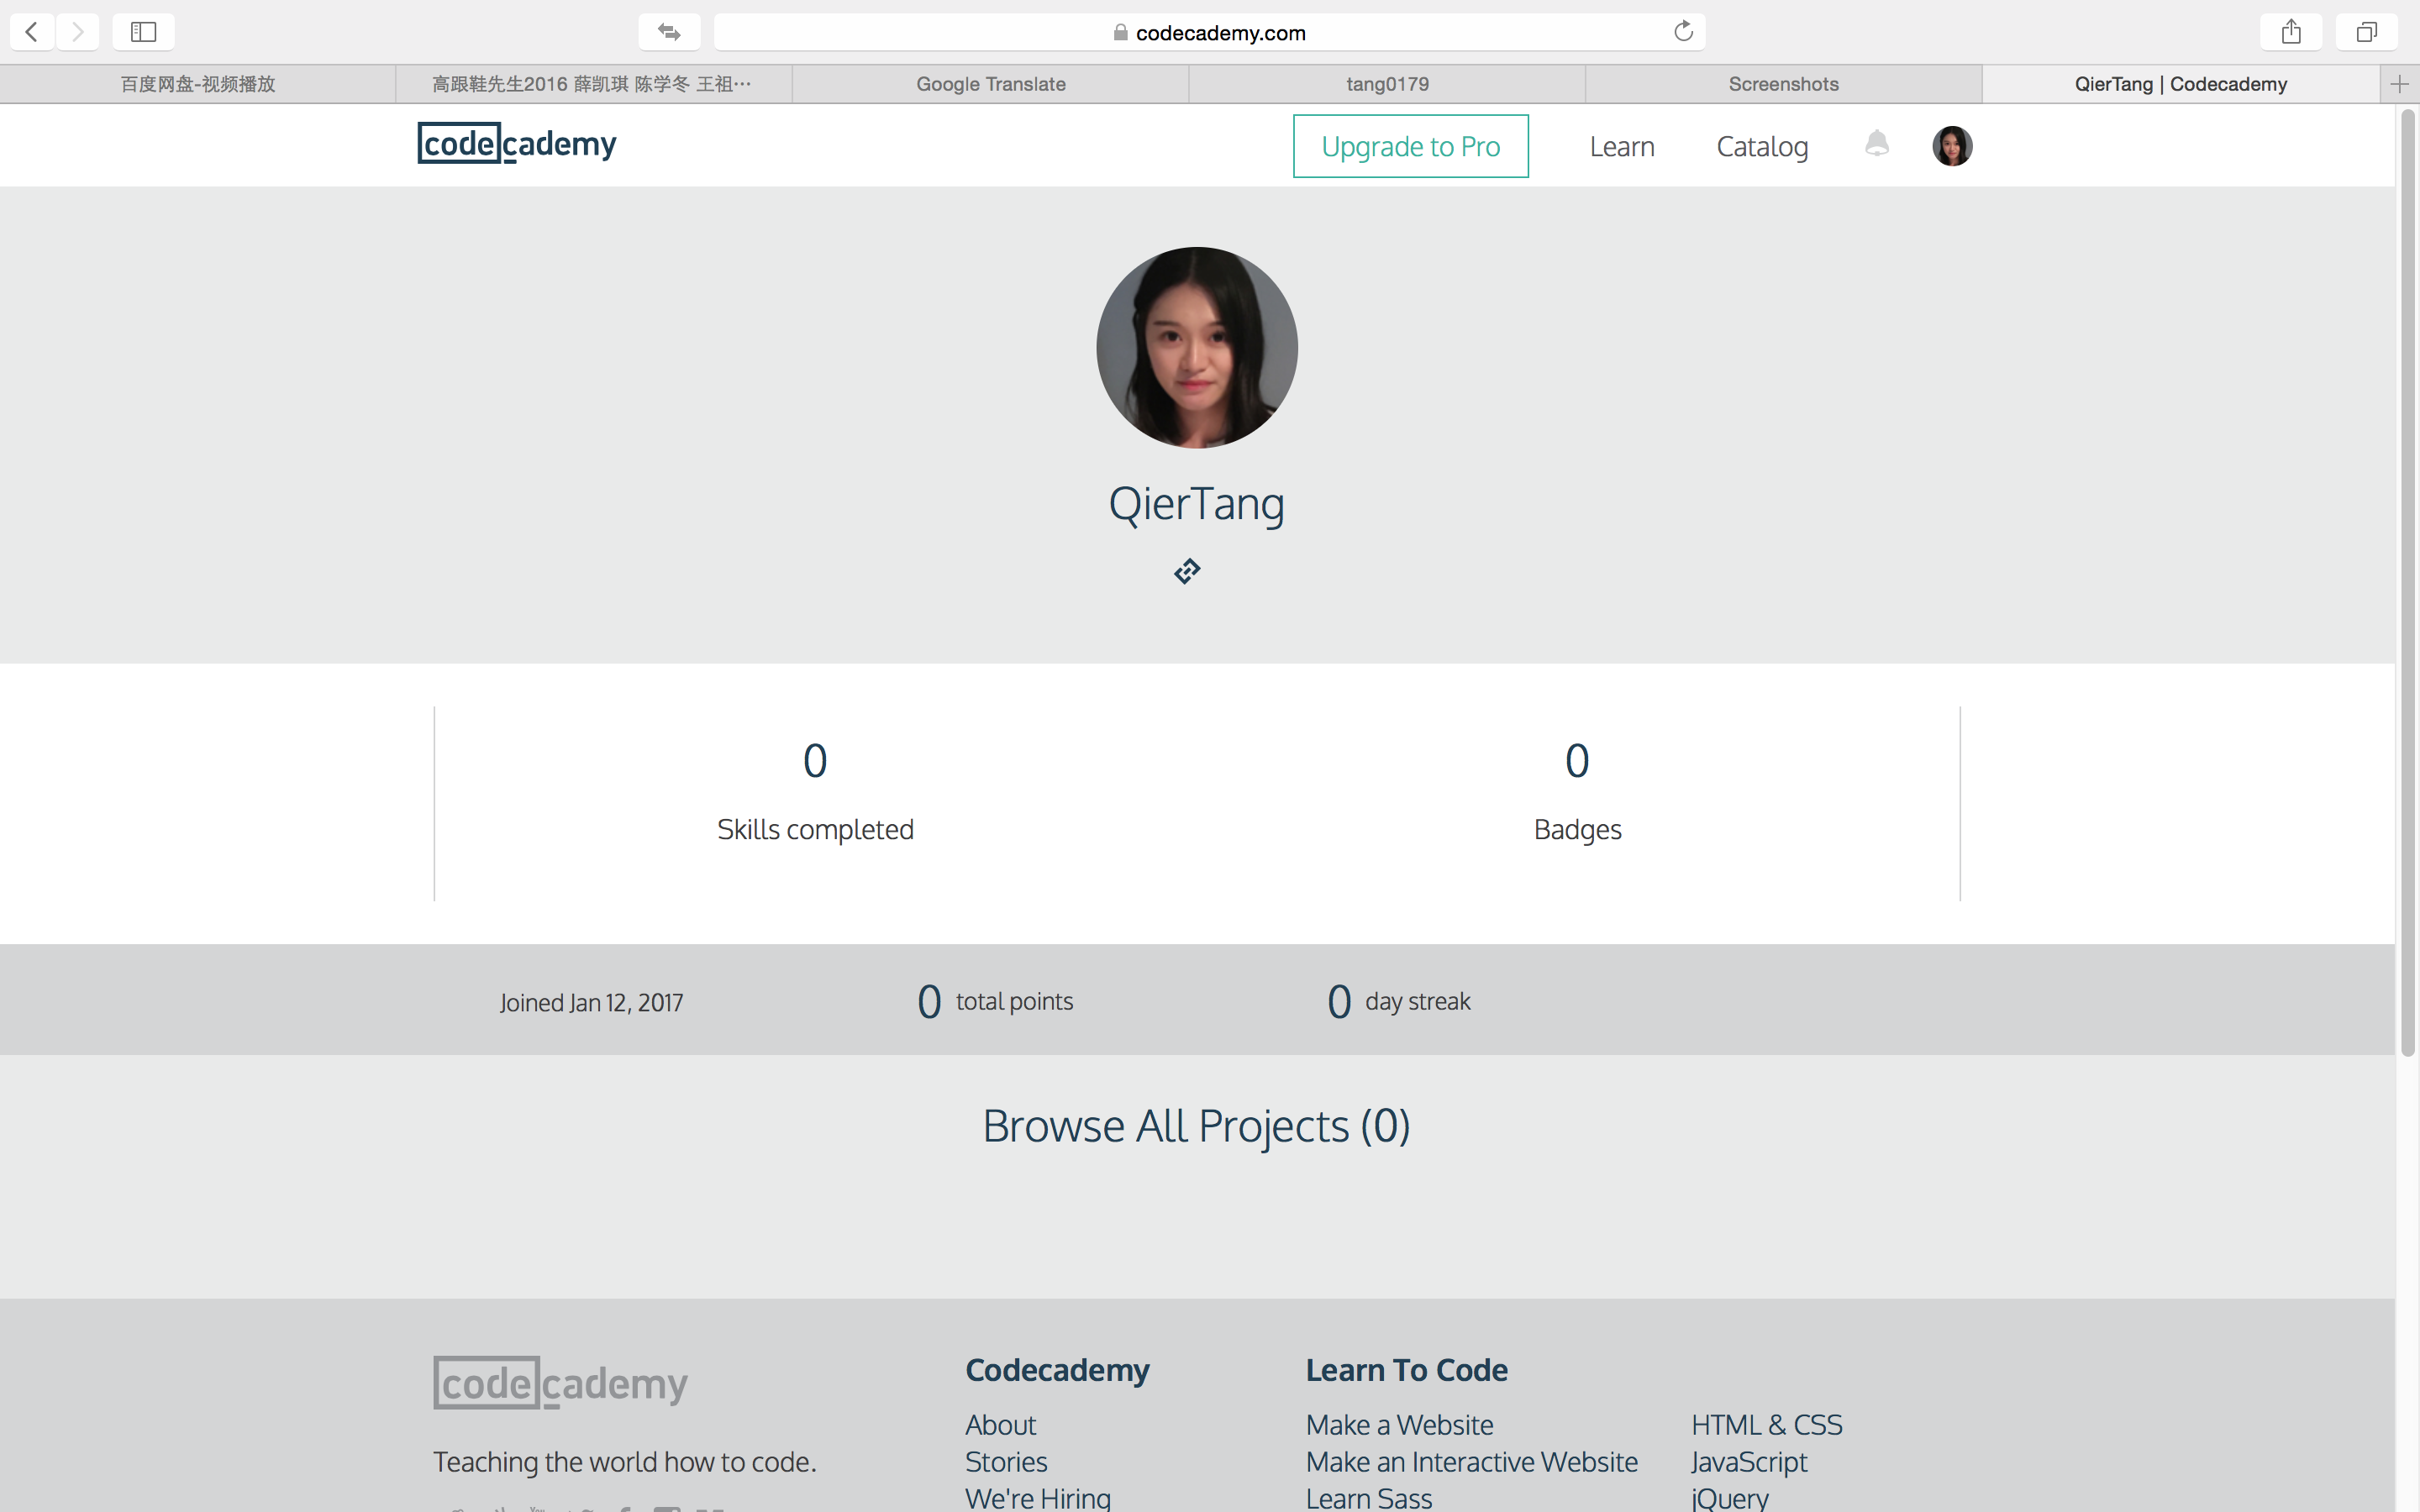 codecademy.com
百度网盘-视频播放
高跟鞋先生2016 薛凯琪 陈学冬 王祖…
Google Translate
tang0179
Screenshots
QierTang | Codecademy
codecademy
Upgrade to Pro
Learn
Catalog
QierTang
0
Skills completed
0
Badges
Joined Jan 12, 2017
0 total points
0 day streak
Browse All Projects (0)
codecademy
Teaching the world how to code.
Codecademy
About
Stories
We're Hiring
Learn To Code
Make a Website
Make an Interactive Website
Learn Sass
HTML & CSS
JavaScript
jQuery